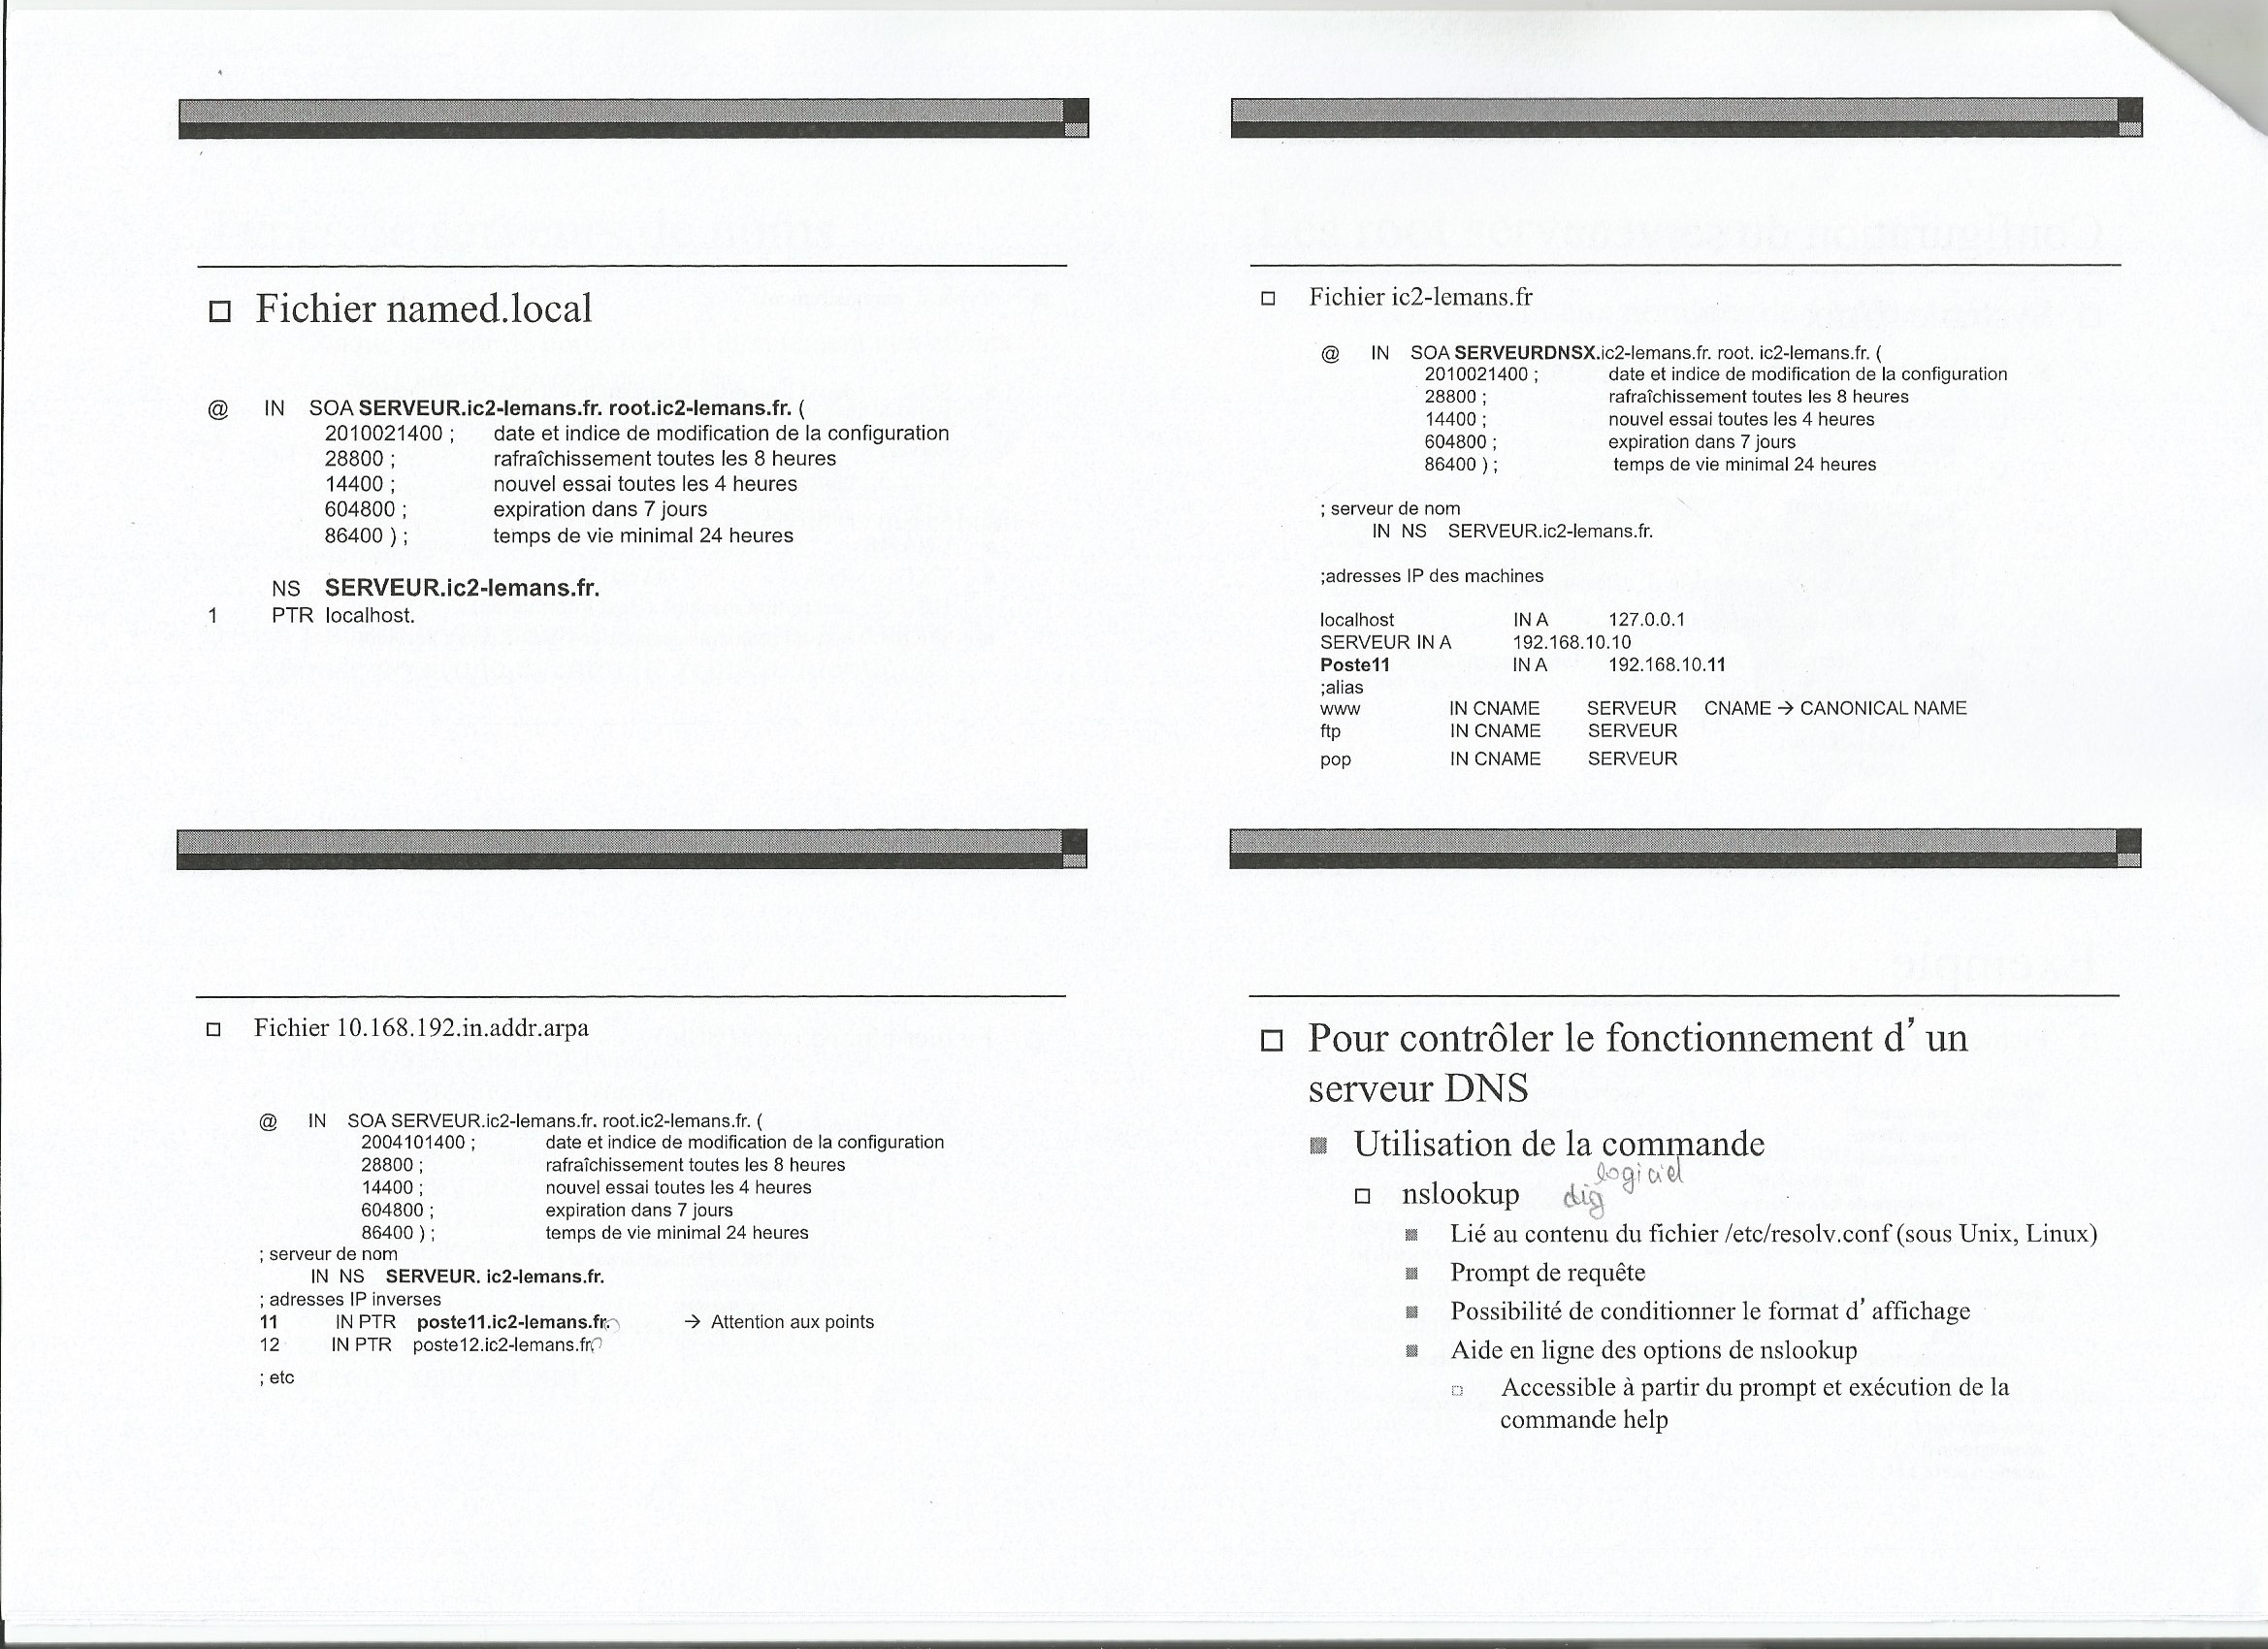 □ Fichier named.local
@ IN SOA SERVEUR.ic2-lemans.fr. root.ic2-lemans.fr. (
2010021400 ; date et indice de modification de la configuration
28800 ; rafraîchissement toutes les 8 heures
14400 ; nouvel essai toutes les 4 heures
604800 ; expiration dans 7 jours
86400 ) ; temps de vie minimal 24 heures
NS SERVEUR.ic2-lemans.fr.
1 PTR localhost.
□ Fichier ic2-lemans.fr
@ IN SOA SERVEURDNSX.ic2-lemans.fr. root. ic2-lemans.fr. (
2010021400 ; date et indice de modification de la configuration
28800 ; rafraîchissement toutes les 8 heures
14400 ; nouvel essai toutes les 4 heures
604800 ; expiration dans 7 jours
86400 ) ; temps de vie minimal 24 heures
; serveur de nom
IN NS SERVEUR.ic2-lemans.fr.
;adresses IP des machines
localhost IN A 127.0.0.1
SERVEUR IN A 192.168.10.10
Poste11 IN A 192.168.10.11
;alias
www IN CNAME SERVEUR CNAME → CANONICAL NAME
ftp IN CNAME SERVEUR
pop IN CNAME SERVEUR
□ Fichier 10.168.192.in.addr.arpa
@ IN SOA SERVEUR.ic2-lemans.fr. root.ic2-lemans.fr. (
2004101400 ; date et indice de modification de la configuration
28800 ; rafraîchissement toutes les 8 heures
14400 ; nouvel essai toutes les 4 heures
604800 ; expiration dans 7 jours
86400 ) ; temps de vie minimal 24 heures
; serveur de nom
IN NS SERVEUR. ic2-lemans.fr.
; adresses IP inverses
11 IN PTR poste11.ic2-lemans.fr. → Attention aux points
12 IN PTR poste12.ic2-lemans.fr.
; etc
□ Pour contrôler le fonctionnement d’ un
serveur DNS
Utilisation de la commande
logiciel
□ nslookup dig
Lié au contenu du fichier /etc/resolv.conf (sous Unix, Linux)
Prompt de requête
Possibilité de conditionner le format d’ affichage
Aide en ligne des options de nslookup
Accessible à partir du prompt et exécution de la
commande help